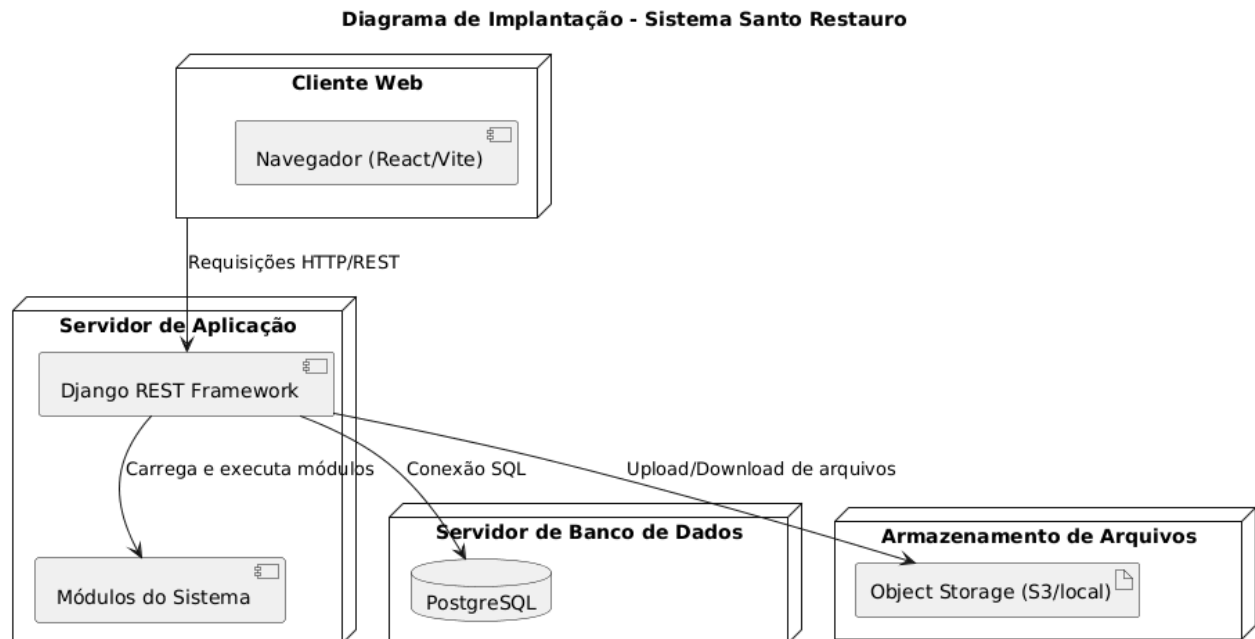 Diagrama de Implantação - Sistema Santo Restauro
Cliente Web
Navegador (React/Vite)
Requisições HTTP/REST
Servidor de Aplicação
Django REST Framework
Carrega e executa módulos
Conexão SQL
Upload/Download de arquivos
Servidor de Banco de Dados
Armazenamento de Arquivos
Módulos do Sistema
PostgreSQL
Object Storage (S3/local)